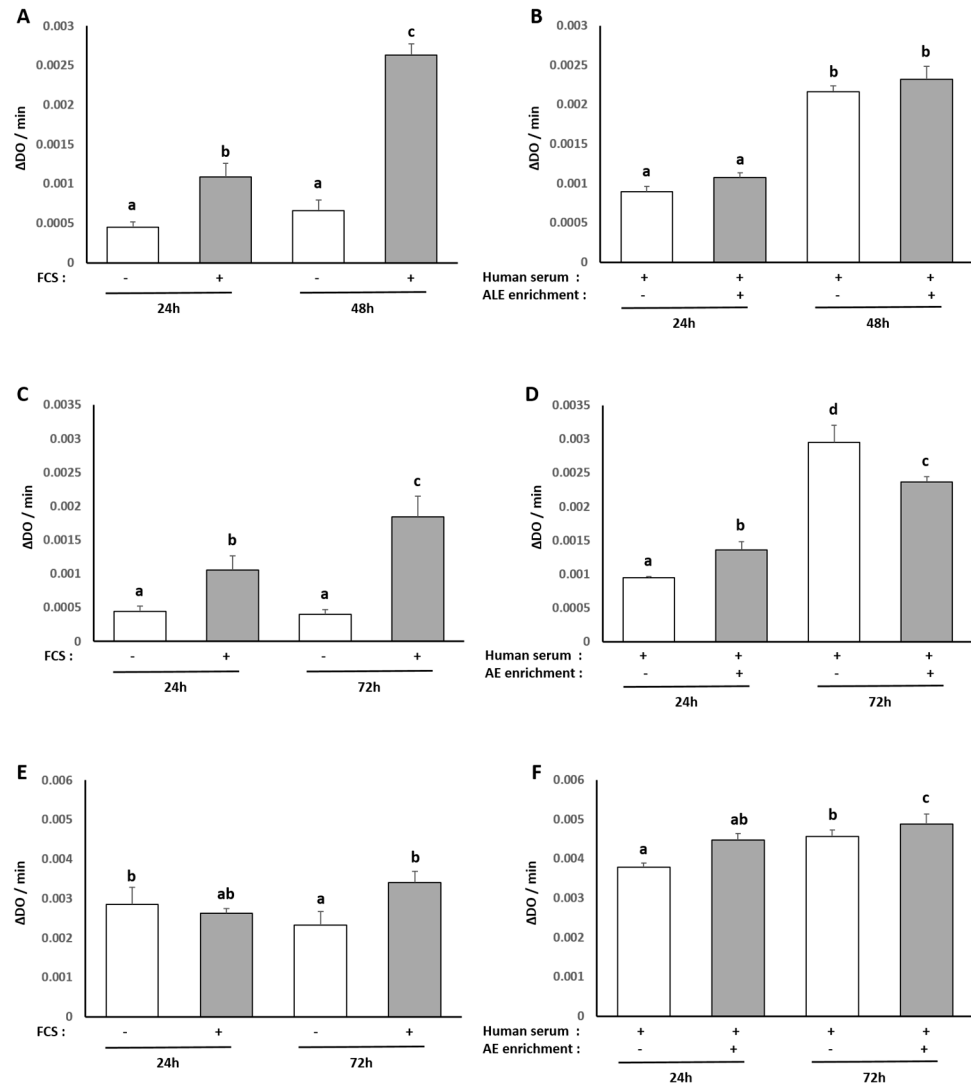 A
0.003
c
0.0025
0.002
ΔDO / min
0.0015
b
0.001
a
a
0.0005
0
FCS :
-
+
-
+
24h
48h
B
0.003
b
b
0.0025
0.002
ΔDO / min
0.0015
a
a
0.001
0.0005
0
Human serum :
+
+
+
+
ALE enrichment :
-
+
-
+
24h
48h
C
0.0035
0.003
0.0025
c
0.002
ΔDO / min
b
0.0015
0.001
a
a
0.0005
0
FCS :
-
+
-
+
24h
72h
D
0.0035
d
0.003
c
0.0025
0.002
ΔDO / min
b
0.0015
a
0.001
0.0005
0
Human serum :
+
+
+
+
AE enrichment :
-
+
-
+
24h
72h
E
0.006
0.005
0.004
b
b
ΔDO / min
ab
a
0.003
0.002
0.001
0
FCS :
-
+
-
+
24h
72h
F
0.006
c
ab
b
0.005
a
0.004
ΔDO / min
0.003
0.002
0.001
0
Human serum :
+
+
+
+
AE enrichment :
-
+
-
+
24h
72h